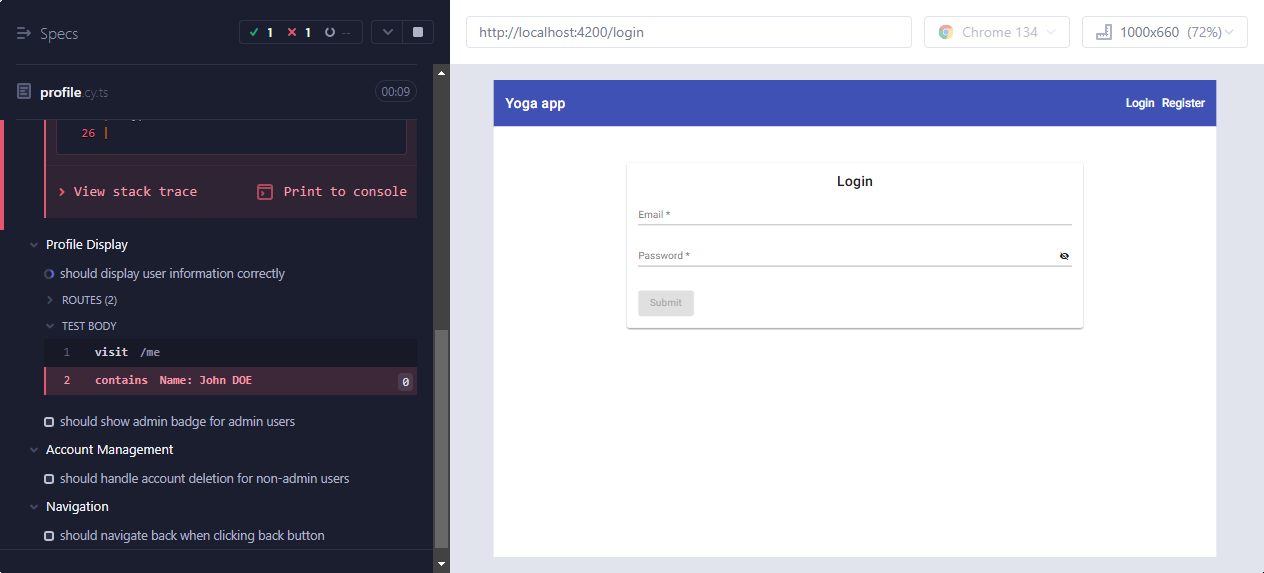 Specs
1 1 --
http://localhost:4200/login
Chrome 134
1000x660 (72%)
profile.cy.ts
00:09
26 |
View stack trace
Print to console
Profile Display
should display user information correctly
ROUTES (2)
TEST BODY
1 visit /me
2 contains Name: John DOE 0
should show admin badge for admin users
Account Management
should handle account deletion for non-admin users
Navigation
should navigate back when clicking back button
Yoga app
Login Register
Login
Email *
Password *
Submit